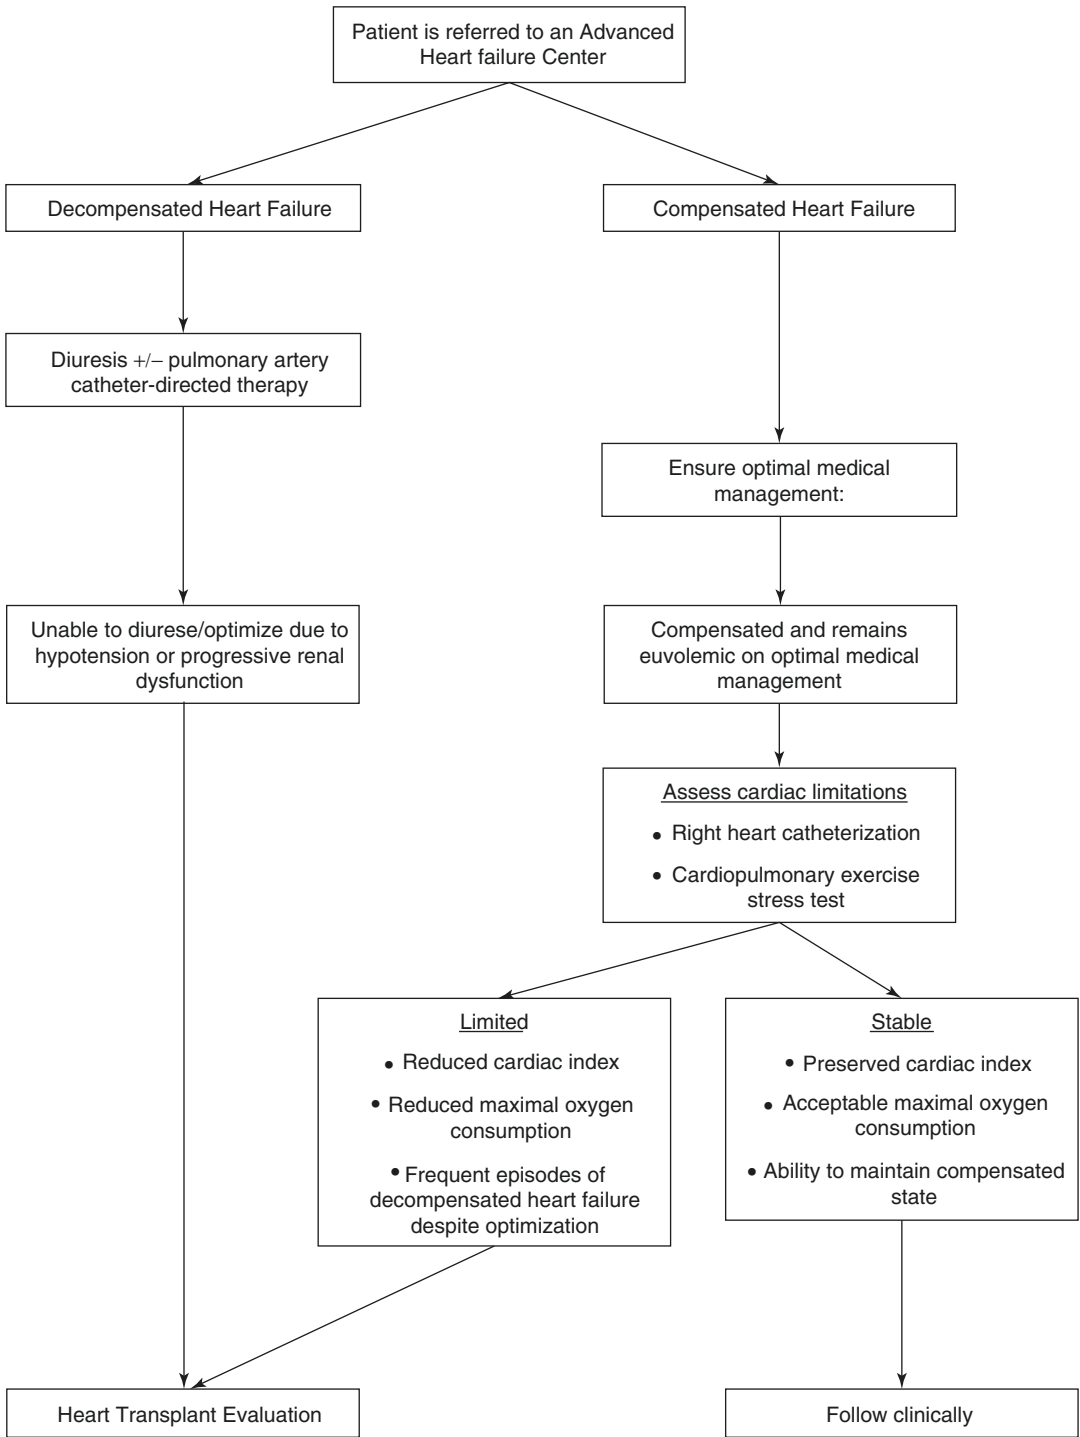 Patient is referred to an Advanced
Heart failure Center
Decompensated Heart Failure
Compensated Heart Failure
Diuresis +/− pulmonary artery
catheter-directed therapy
Ensure optimal medical
management:
Unable to diurese/optimize due to
hypotension or progressive renal
dysfunction
Compensated and remains
euvolemic on optimal medical
management
Assess cardiac limitations
• Right heart catheterization
• Cardiopulmonary exercise
stress test
Limited
• Reduced cardiac index
• Reduced maximal oxygen
consumption
• Frequent episodes of
decompensated heart failure
despite optimization
Stable
• Preserved cardiac index
• Acceptable maximal oxygen
consumption
• Ability to maintain compensated
state
Heart Transplant Evaluation
Follow clinically